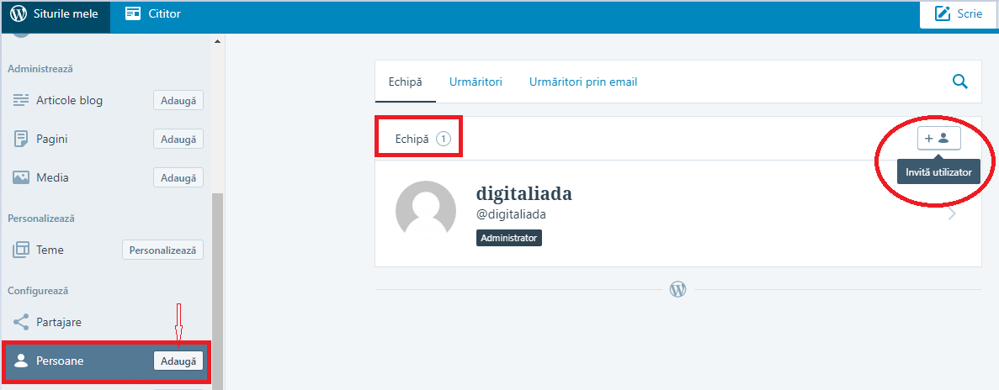 Siturile mele
Cititor
Scrie
Administrează
Articole blog
Adaugă
Pagini
Adaugă
Media
Adaugă
Personalizează
Teme
Personalizează
Configurează
Partajare
Persoane
Adaugă
Echipă
Urmăritori
Urmăritori prin email
Echipă 1
Invită utilizator
digitaliada
@digitaliada
Administrator